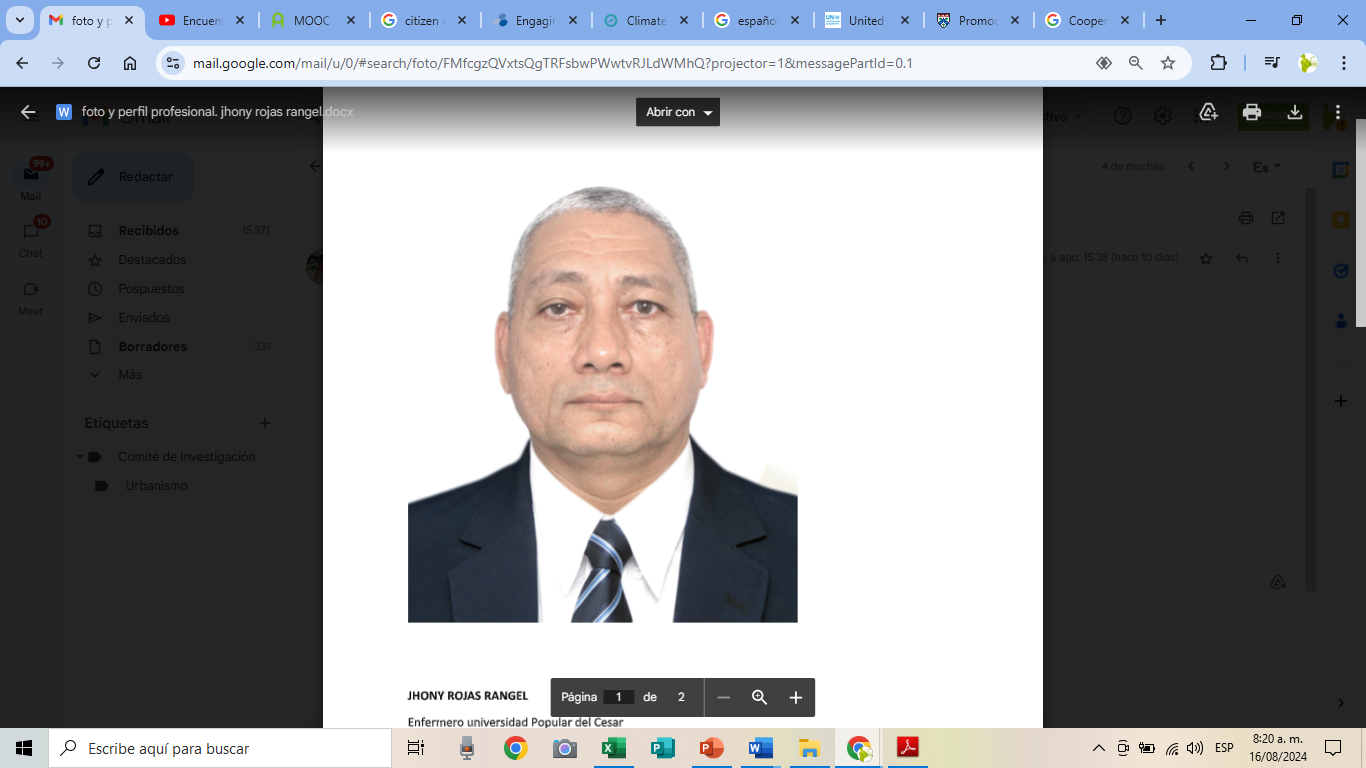 foto y p
Encuen
MOOC
citizen
Engagin
Climate
español
United
Promoc
Cooper
mail.google.com/mail/u/0/#search/foto/FMfcgzQVxtsQgTRFsbwPWwtvRJLdWMhQ?projector=1&messagePartId=0.1
W foto y perfil profesional. jhony rojas rangel.docx
Abrir con
99+
Redactar
4 de muchas
Es
Mail
10
Recibidos 15.371
Chat
Destacados
6 ago, 15:38 (hace 10 días)
Pospuestos
Meet
Enviados
Borradores 331
Más
Etiquetas
Comité de Investigación
Urbanismo
JHONY ROJAS RANGEL
Página 1 de 2
Enfermero universidad Popular del Cesar
Escribe aquí para buscar
ESP
8:20 a. m.
16/08/2024